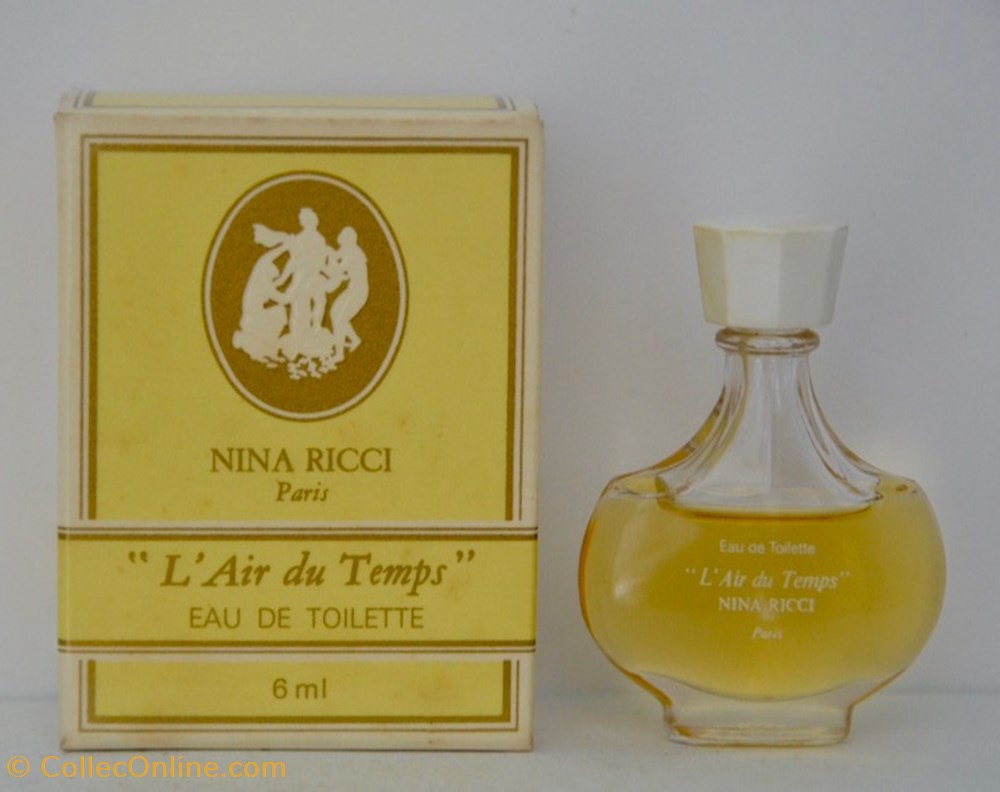 NINA RICCI
Paris
"L'Air du Temps"
EAU DE TOILETTE
6 ml
Eau de Toilette
"L'Air du Temps"
NINA RICCI
Paris
© CollecOnline.com